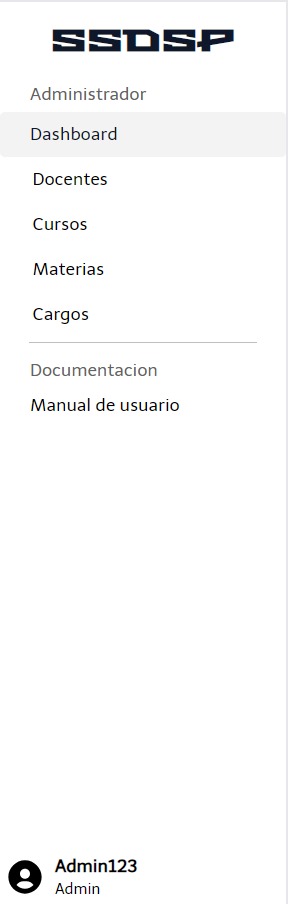 SSDSP
Administrador
Dashboard
Docentes
Cursos
Materias
Cargos
Documentacion
Manual de usuario
Admin123
Admin